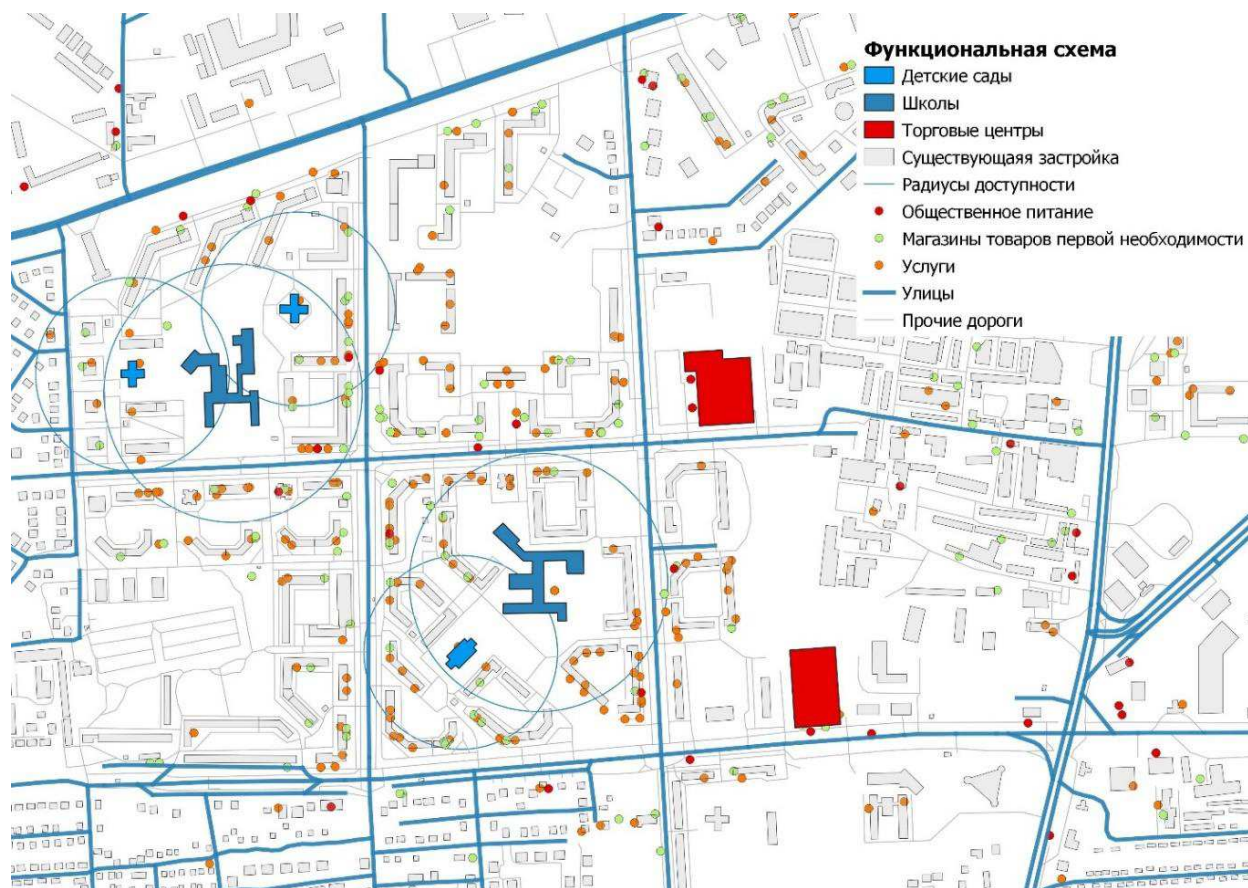 Функциональная схема
Детские сады
Школы
Торговые центры
Существующаяя застройка
Радиусы доступности
Общественное питание
Магазины товаров первой необходимости
Услуги
Улицы
Прочие дороги